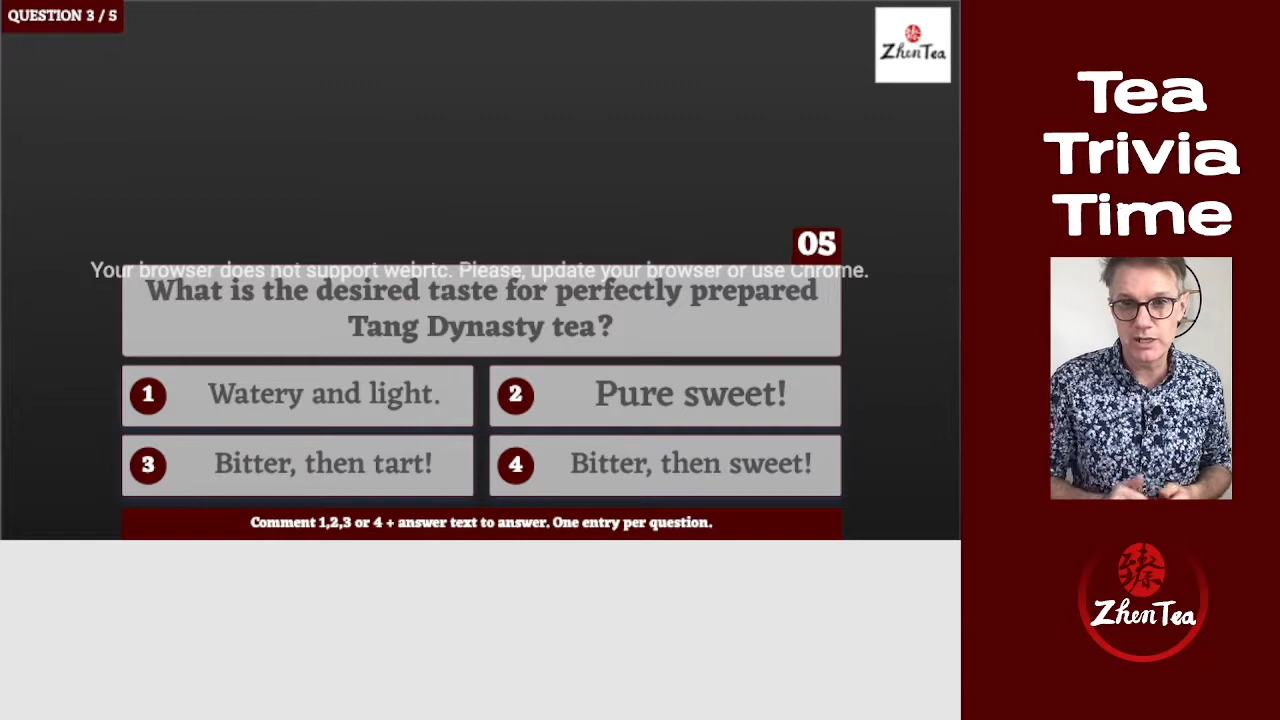 QUESTION 3 / 5
ZhenTea
05
Your browser does not support webrtc. Please, update your browser or use Chrome.
What is the desired taste for perfectly prepared
Tang Dynasty tea?
1 Watery and light.
2 Pure sweet!
3 Bitter, then tart!
4 Bitter, then sweet!
Comment 1,2,3 or 4 + answer text to answer. One entry per question.
Tea
Trivia
Time
臻
ZhenTea